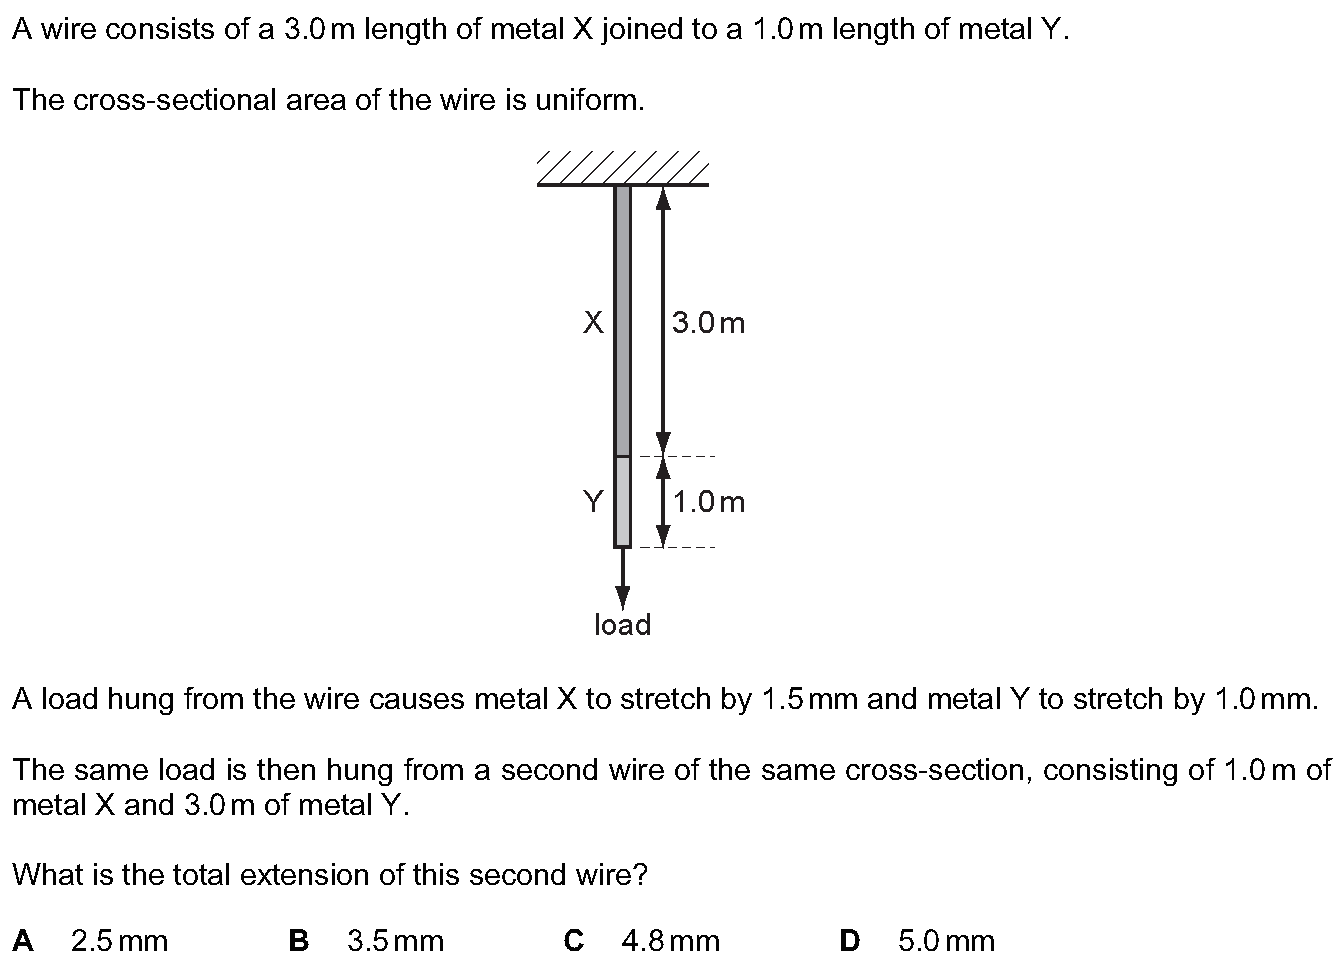 A wire consists of a 3.0 m length of metal X joined to a 1.0 m length of metal Y.
The cross-sectional area of the wire is uniform.
X
3.0 m
Y
1.0 m
load
A load hung from the wire causes metal X to stretch by 1.5 mm and metal Y to stretch by 1.0 mm.
The same load is then hung from a second wire of the same cross-section, consisting of 1.0 m of
metal X and 3.0 m of metal Y.
What is the total extension of this second wire?
A 2.5 mm B 3.5 mm C 4.8 mm D 5.0 mm